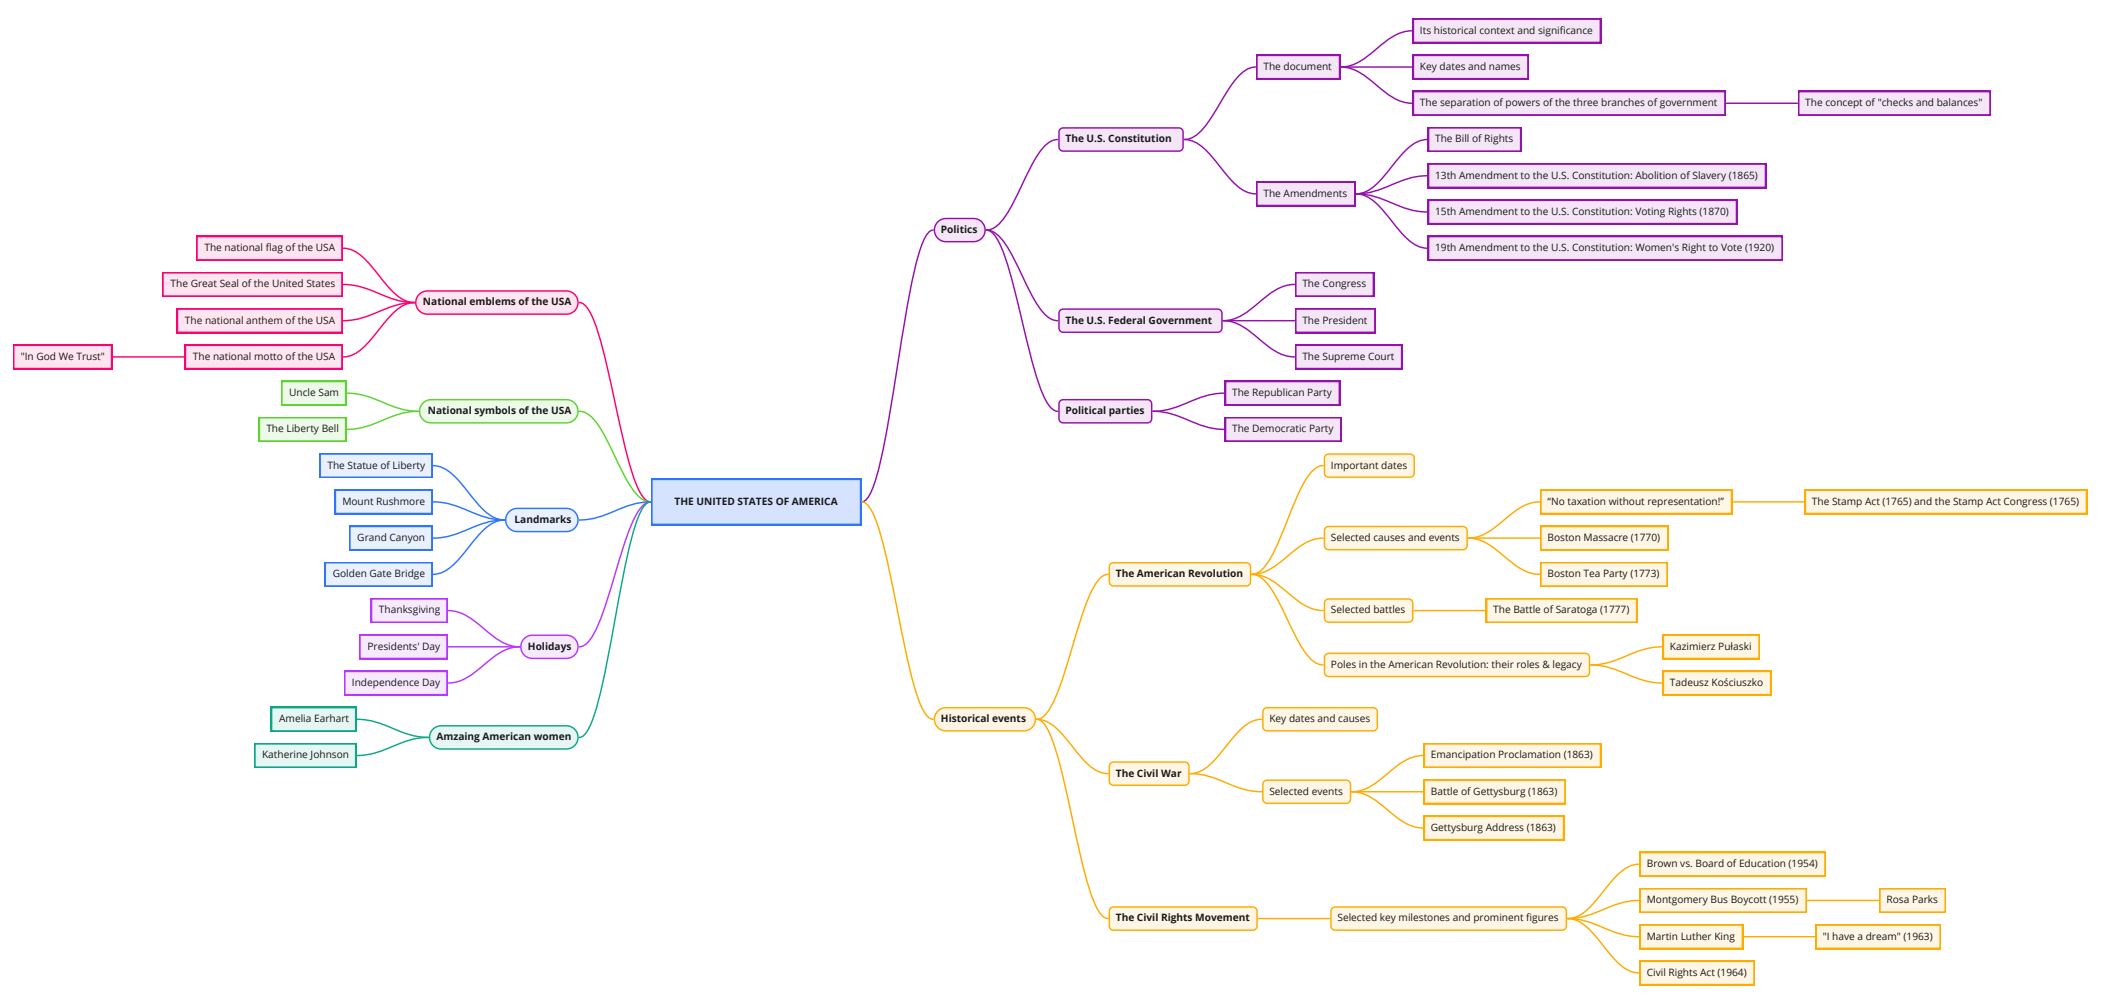 THE UNITED STATES OF AMERICA
Politics
The U.S. Constitution
The document
Its historical context and significance
Key dates and names
The separation of powers of the three branches of government
The concept of "checks and balances"
The Amendments
The Bill of Rights
13th Amendment to the U.S. Constitution: Abolition of Slavery (1865)
15th Amendment to the U.S. Constitution: Voting Rights (1870)
19th Amendment to the U.S. Constitution: Women's Right to Vote (1920)
The U.S. Federal Government
The Congress
The President
The Supreme Court
Political parties
The Republican Party
The Democratic Party
Historical events
The American Revolution
Important dates
Selected causes and events
“No taxation without representation!”
The Stamp Act (1765) and the Stamp Act Congress (1765)
Boston Massacre (1770)
Boston Tea Party (1773)
Selected battles
The Battle of Saratoga (1777)
Poles in the American Revolution: their roles & legacy
Kazimierz Pułaski
Tadeusz Kościuszko
The Civil War
Key dates and causes
Selected events
Emancipation Proclamation (1863)
Battle of Gettysburg (1863)
Gettysburg Address (1863)
The Civil Rights Movement
Selected key milestones and prominent figures
Brown vs. Board of Education (1954)
Montgomery Bus Boycott (1955)
Rosa Parks
Martin Luther King
"I have a dream" (1963)
Civil Rights Act (1964)
National emblems of the USA
The national flag of the USA
The Great Seal of the United States
The national anthem of the USA
The national motto of the USA
"In God We Trust"
National symbols of the USA
Uncle Sam
The Liberty Bell
Landmarks
The Statue of Liberty
Mount Rushmore
Grand Canyon
Golden Gate Bridge
Holidays
Thanksgiving
Presidents' Day
Independence Day
Amzaing American women
Amelia Earhart
Katherine Johnson